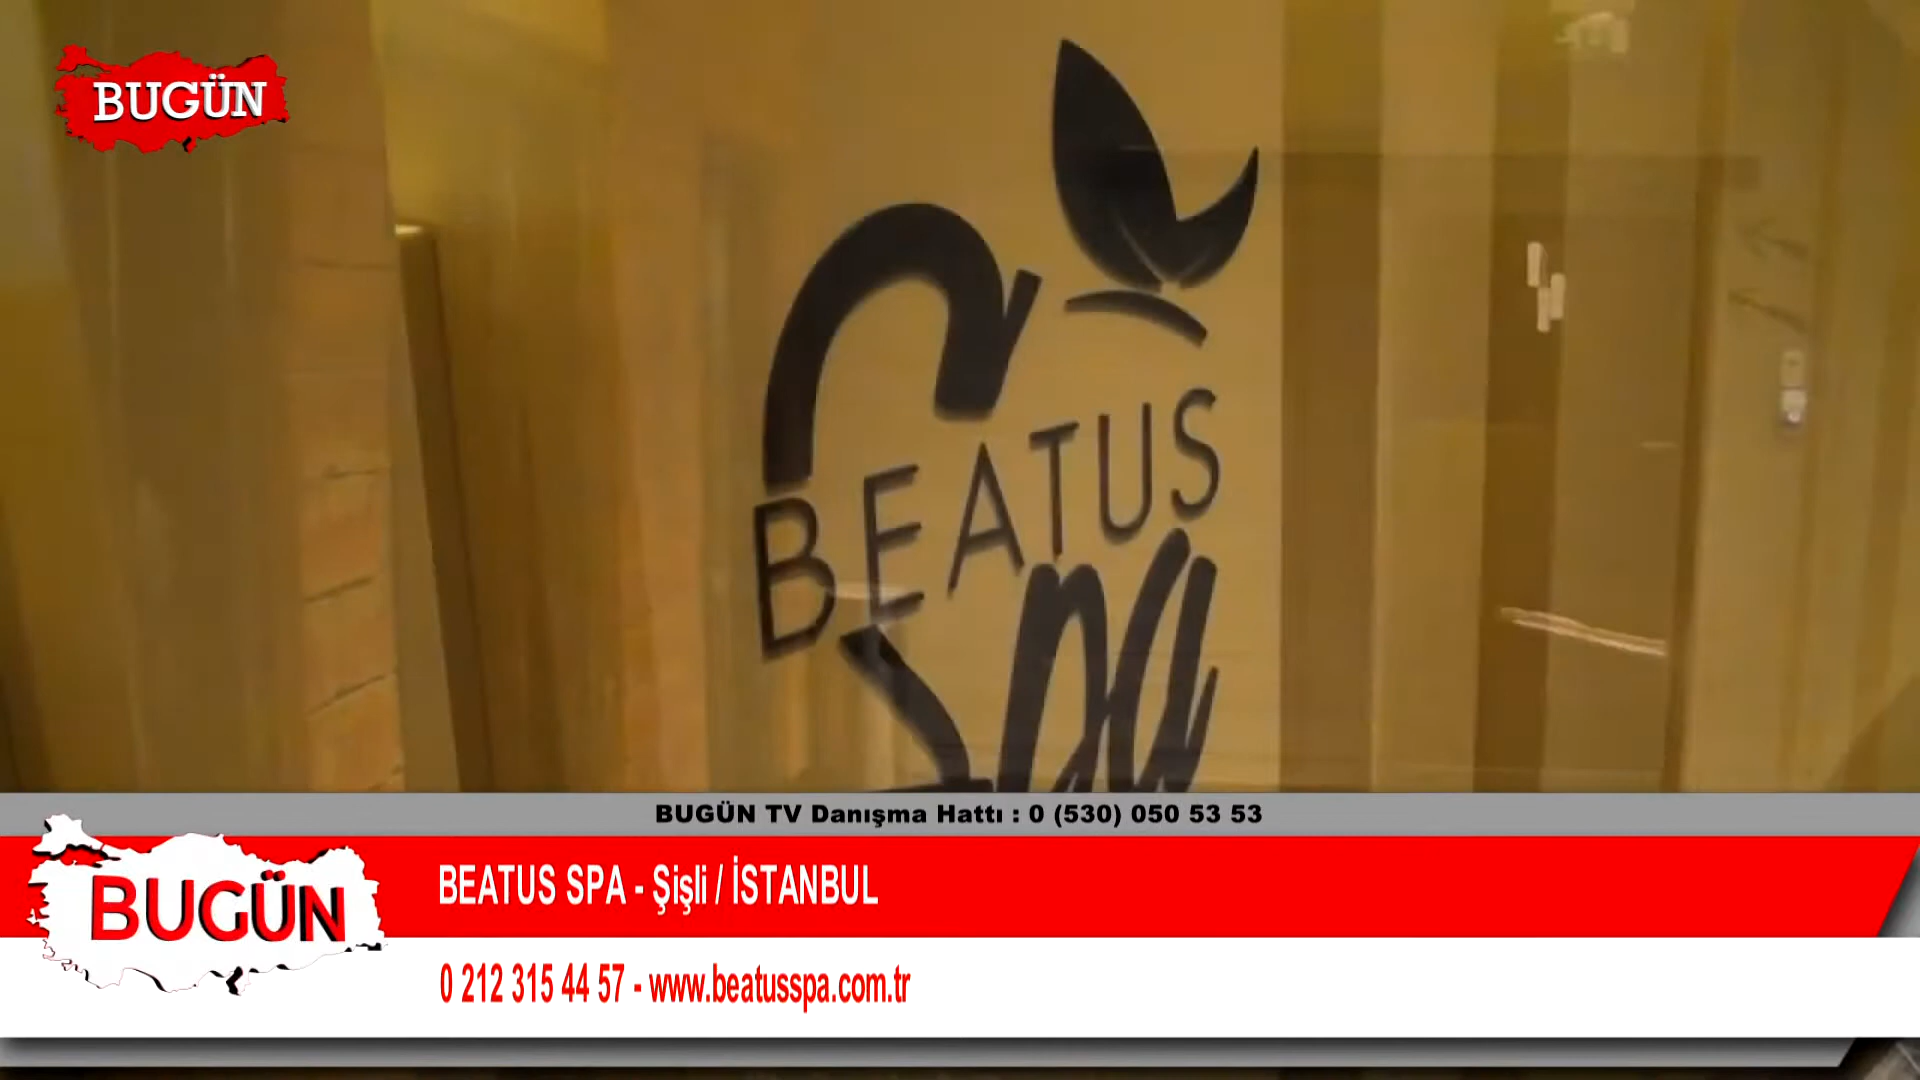 BUGÜN
BEATUS
Spa
BUGÜN TV Danışma Hattı : 0 (530) 050 53 53
BUGÜN
BEATUS SPA - Şişli / İSTANBUL
0 212 315 44 57 - www.beatusspa.com.tr